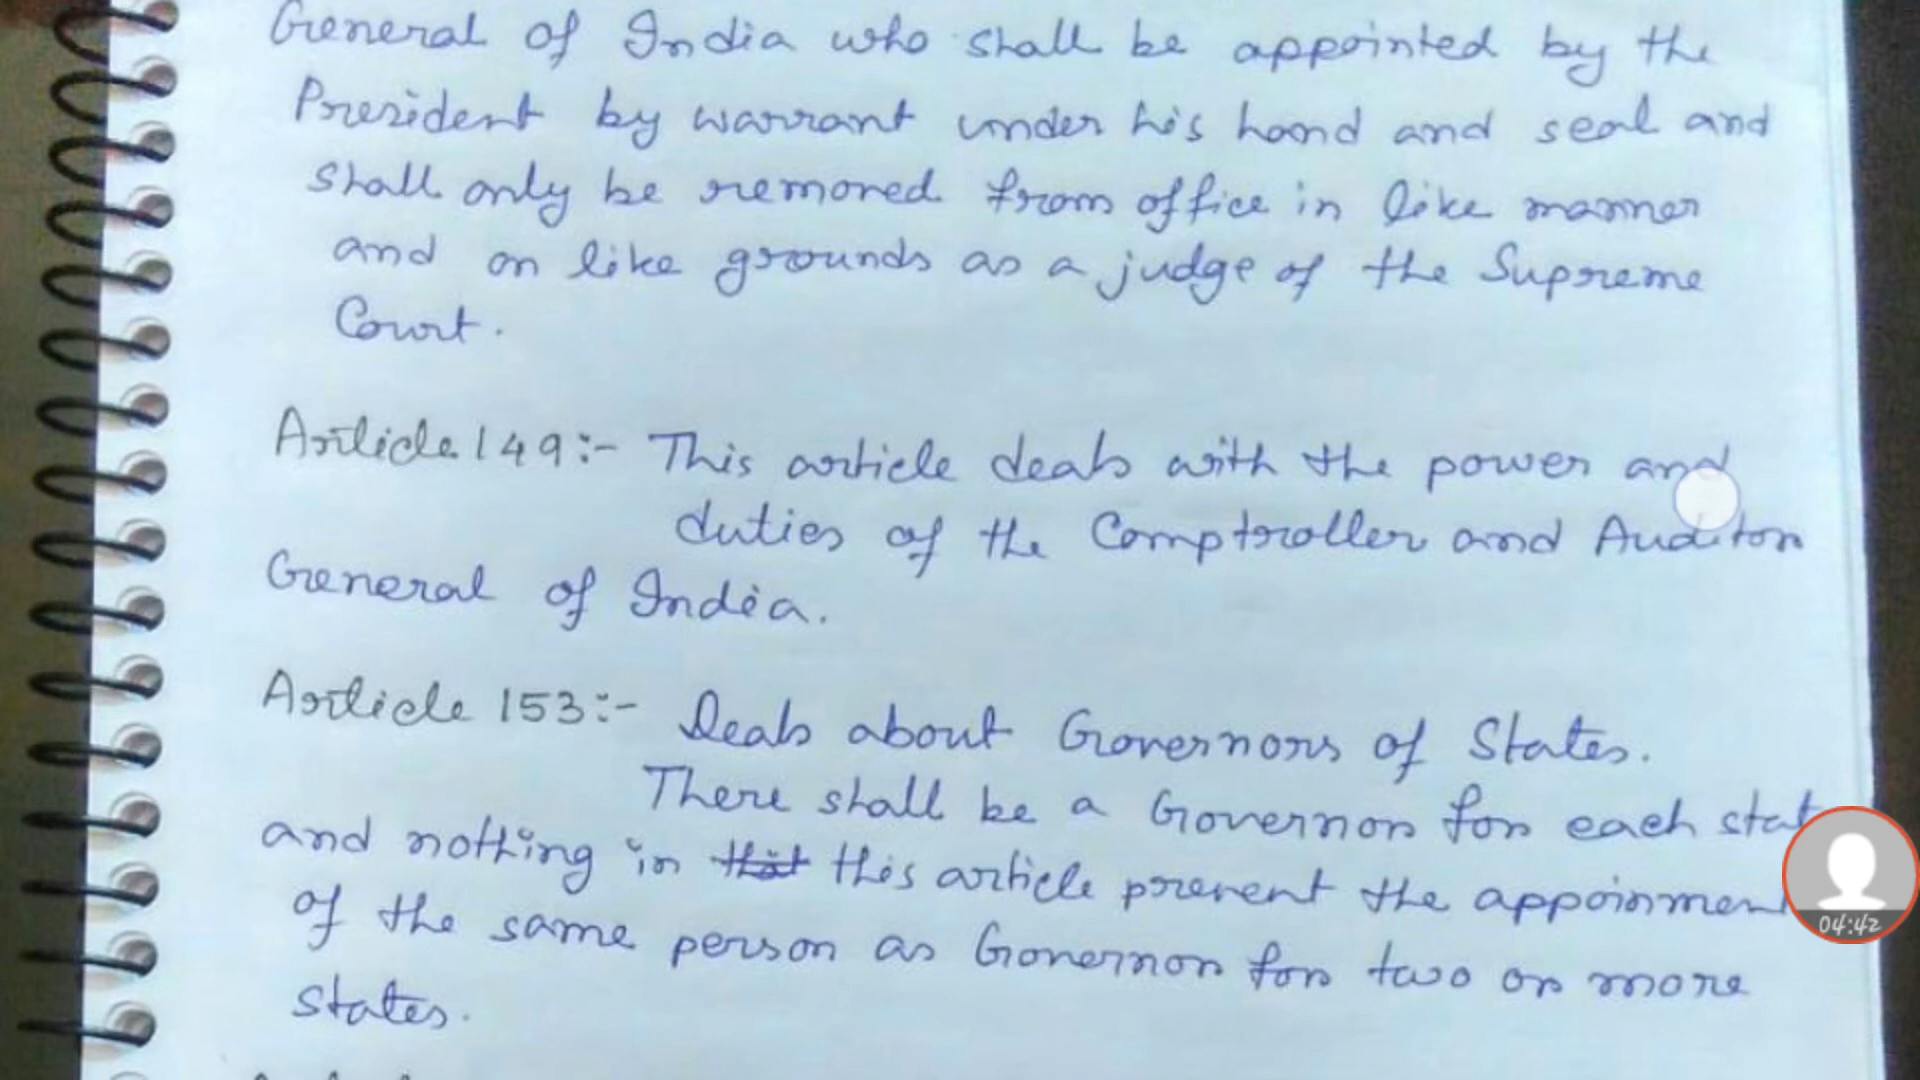 General of India who shall be appointed by the
President by warrant under his hand and seal and
shall only be removed from office in like manner
and on like grounds as a judge of the Supreme
Court.
Article 149:- This article deals with the power and
duties of the Comptroller and Auditor
General of India.
Article 153:- Deals about Governors of States.
There shall be a Governor for each stat
and nothing in that this article prevent the appoinment
of the same person as Governor for two or more
states.
04:42